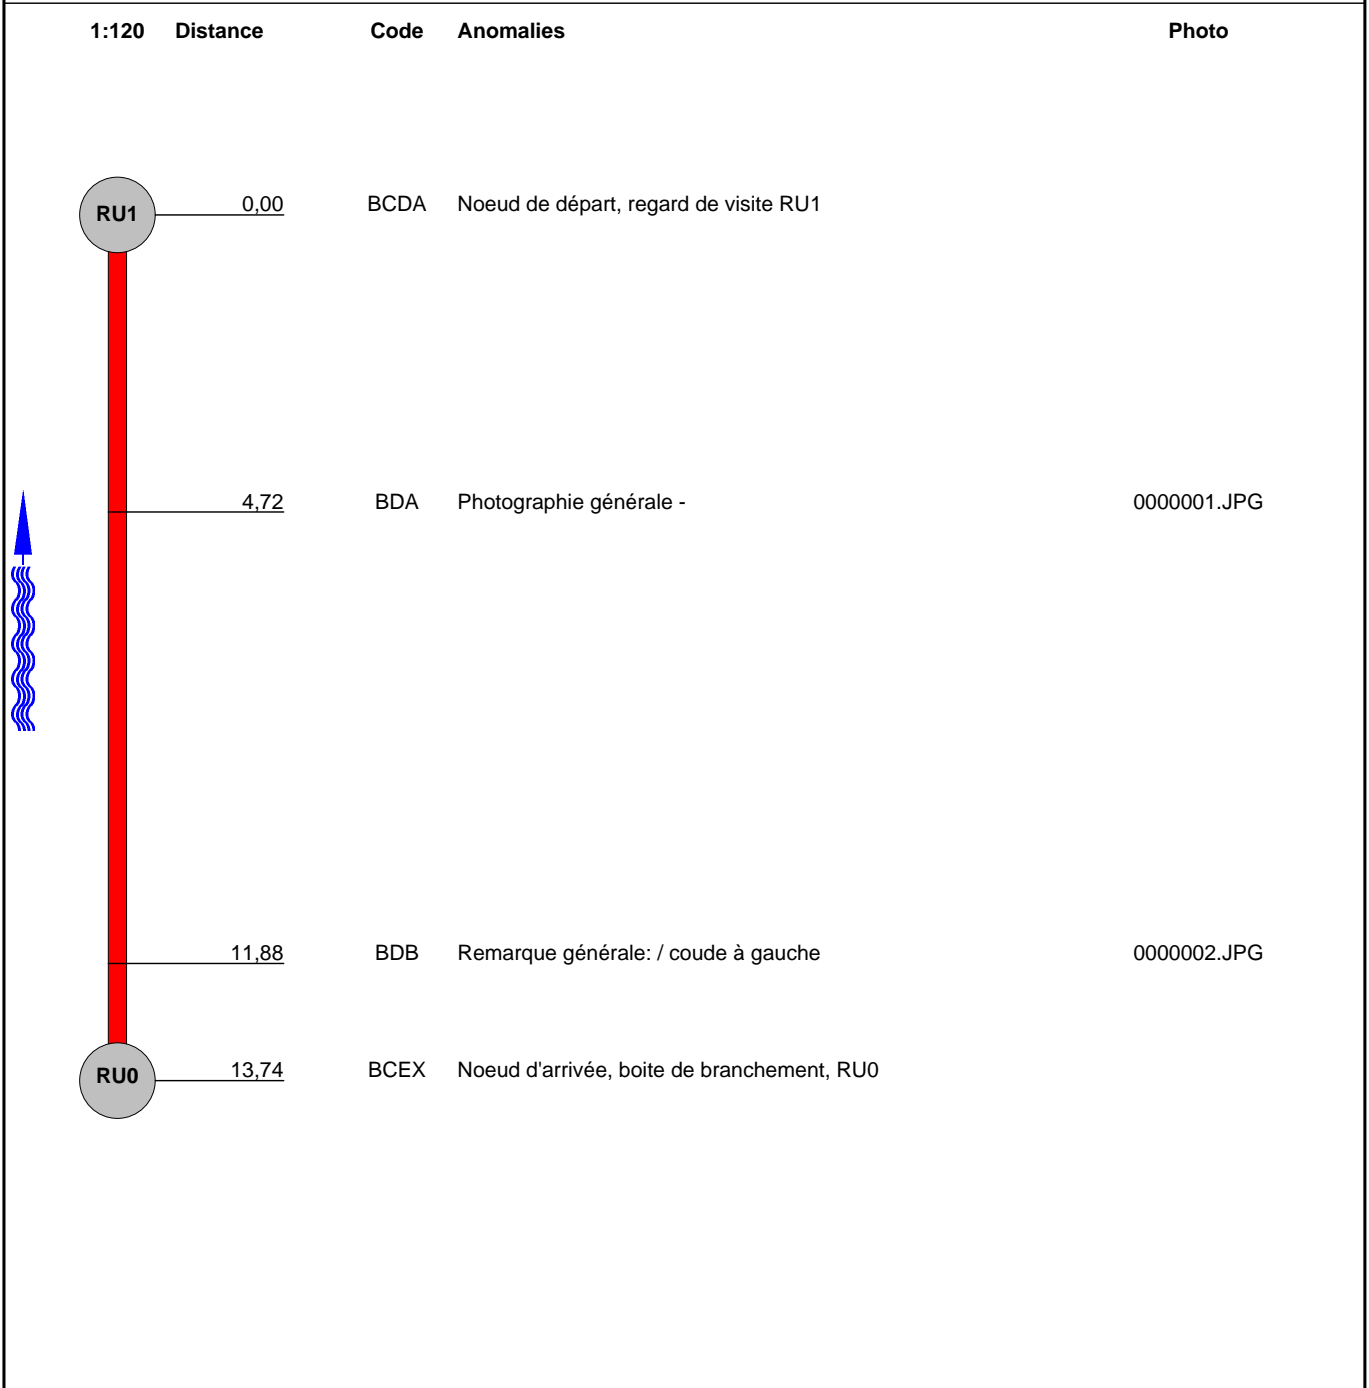 1:120 Distance Code Anomalies Photo
RU1 0,00 BCDA Noeud de départ, regard de visite RU1
4,72 BDA Photographie générale - 0000001.JPG
11,88 BDB Remarque générale: / coude à gauche 0000002.JPG
RU0 13,74 BCEX Noeud d'arrivée, boite de branchement, RU0